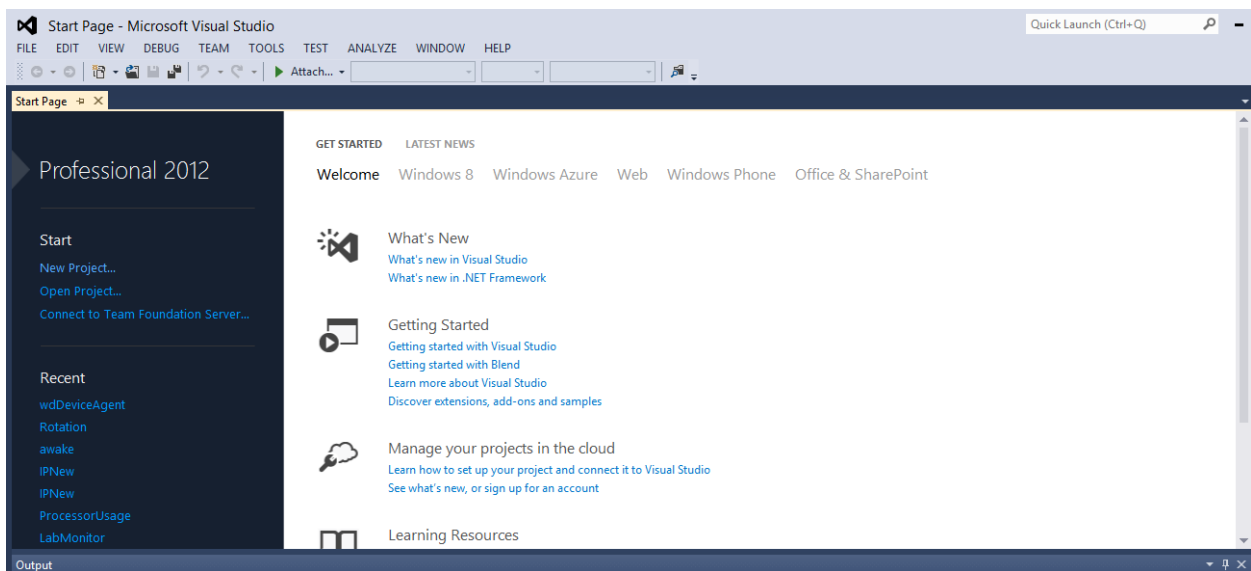 Start Page - Microsoft Visual Studio
Quick Launch (Ctrl+Q)
FILE EDIT VIEW DEBUG TEAM TOOLS TEST ANALYZE WINDOW HELP
Attach...
Start Page
Professional 2012
Start
New Project...
Open Project...
Connect to Team Foundation Server...
Recent
wdDeviceAgent
Rotation
awake
IPNew
IPNew
ProcessorUsage
LabMonitor
GET STARTED LATEST NEWS
Welcome Windows 8 Windows Azure Web Windows Phone Office & SharePoint
What's New
What's new in Visual Studio
What's new in .NET Framework
Getting Started
Getting started with Visual Studio
Getting started with Blend
Learn more about Visual Studio
Discover extensions, add-ons and samples
Manage your projects in the cloud
Learn how to set up your project and connect it to Visual Studio
See what's new, or sign up for an account
Learning Resources
Output